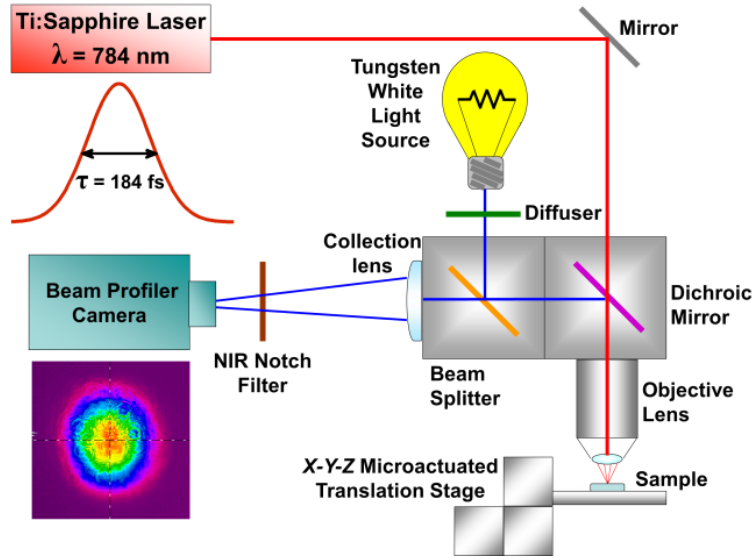 Ti:Sapphire Laser
λ = 784 nm
Mirror
Tungsten
White
Light
Source
τ = 184 fs
Diffuser
Collection
lens
Beam Profiler
Camera
Dichroic
Mirror
NIR Notch
Filter
Beam
Splitter
Objective
Lens
X-Y-Z Microactuated
Translation Stage
Sample